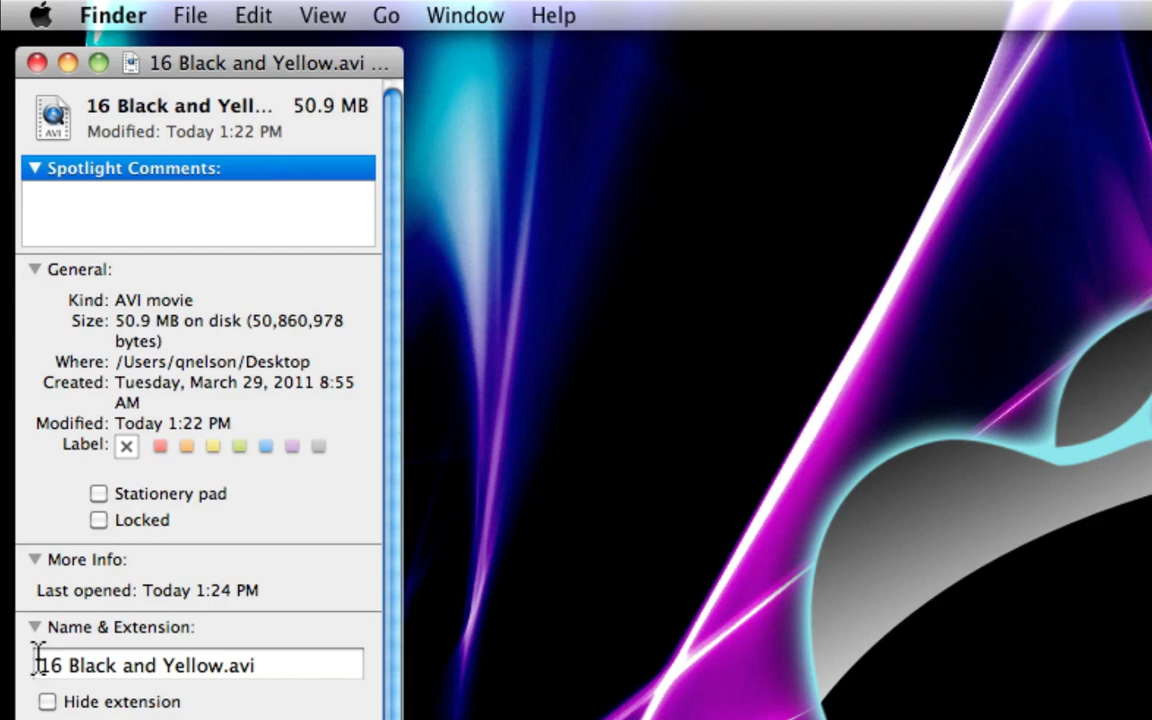 Finder File Edit View Go Window Help
16 Black and Yellow.avi ...
16 Black and Yell... 50.9 MB
AVI
Modified: Today 1:22 PM
Spotlight Comments:
General:
Kind: AVI movie
Size: 50.9 MB on disk (50,860,978
bytes)
Where: /Users/qnelson/Desktop
Created: Tuesday, March 29, 2011 8:55
AM
Modified: Today 1:22 PM
Label:
Stationery pad
Locked
More Info:
Last opened: Today 1:24 PM
Name & Extension:
16 Black and Yellow.avi
Hide extension